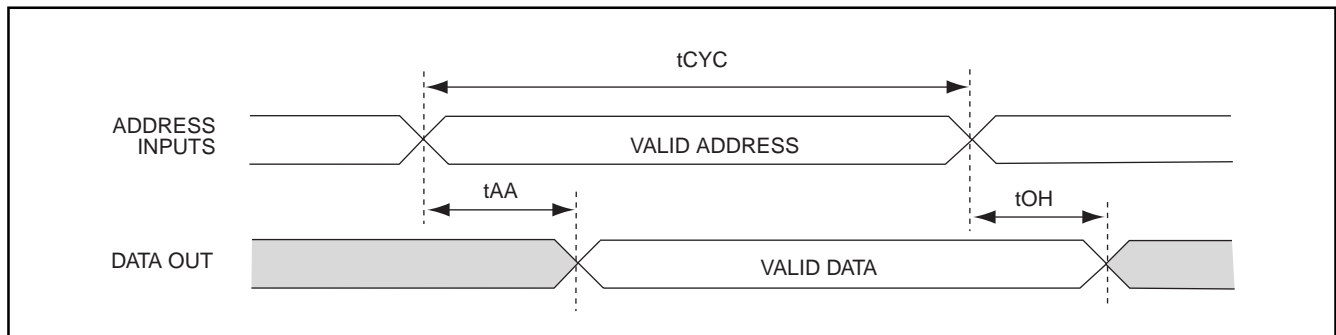 tCYC
ADDRESS
INPUTS
VALID ADDRESS
tAA
tOH
DATA OUT
VALID DATA